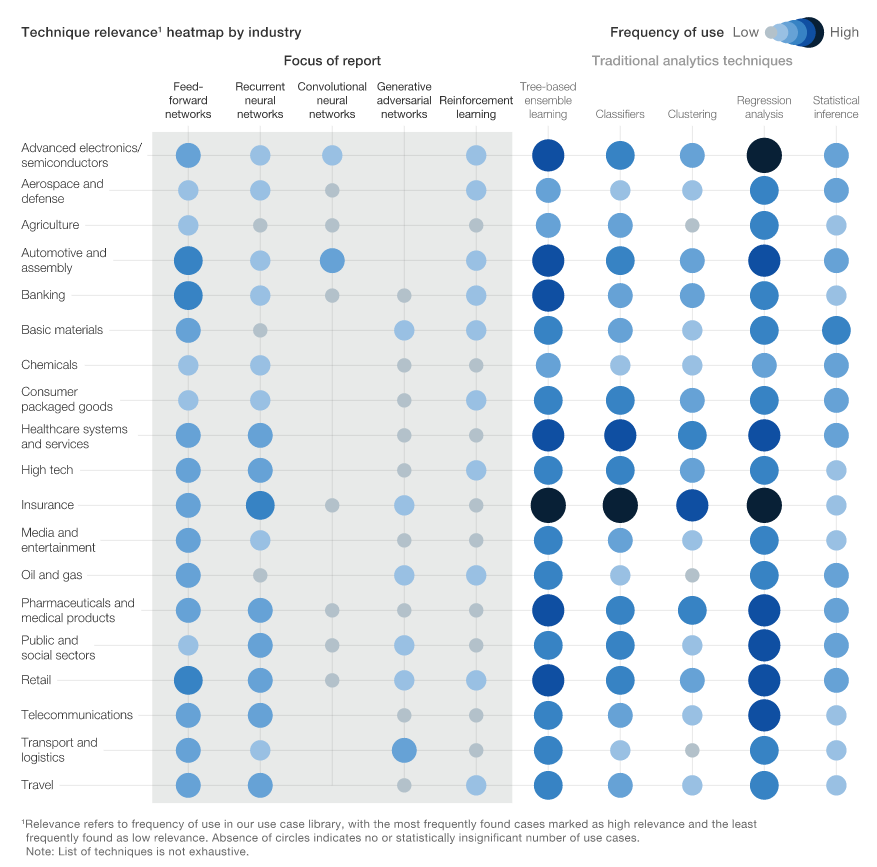 Technique relevance¹ heatmap by industry
Frequency of use Low High
Focus of report
Traditional analytics techniques
Feed-
forward
networks
Recurrent
neural
networks
Convolutional
neural
networks
Generative
adversarial
networks
Reinforcement
learning
Tree-based
ensemble
learning
Classifiers
Clustering
Regression
analysis
Statistical
inference
Advanced electronics/
semiconductors
Aerospace and
defense
Agriculture
Automotive and
assembly
Banking
Basic materials
Chemicals
Consumer
packaged goods
Healthcare systems
and services
High tech
Insurance
Media and
entertainment
Oil and gas
Pharmaceuticals and
medical products
Public and
social sectors
Retail
Telecommunications
Transport and
logistics
Travel
¹Relevance refers to frequency of use in our use case library, with the most frequently found cases marked as high relevance and the least
frequently found as low relevance. Absence of circles indicates no or statistically insignificant number of use cases.
Note: List of techniques is not exhaustive.